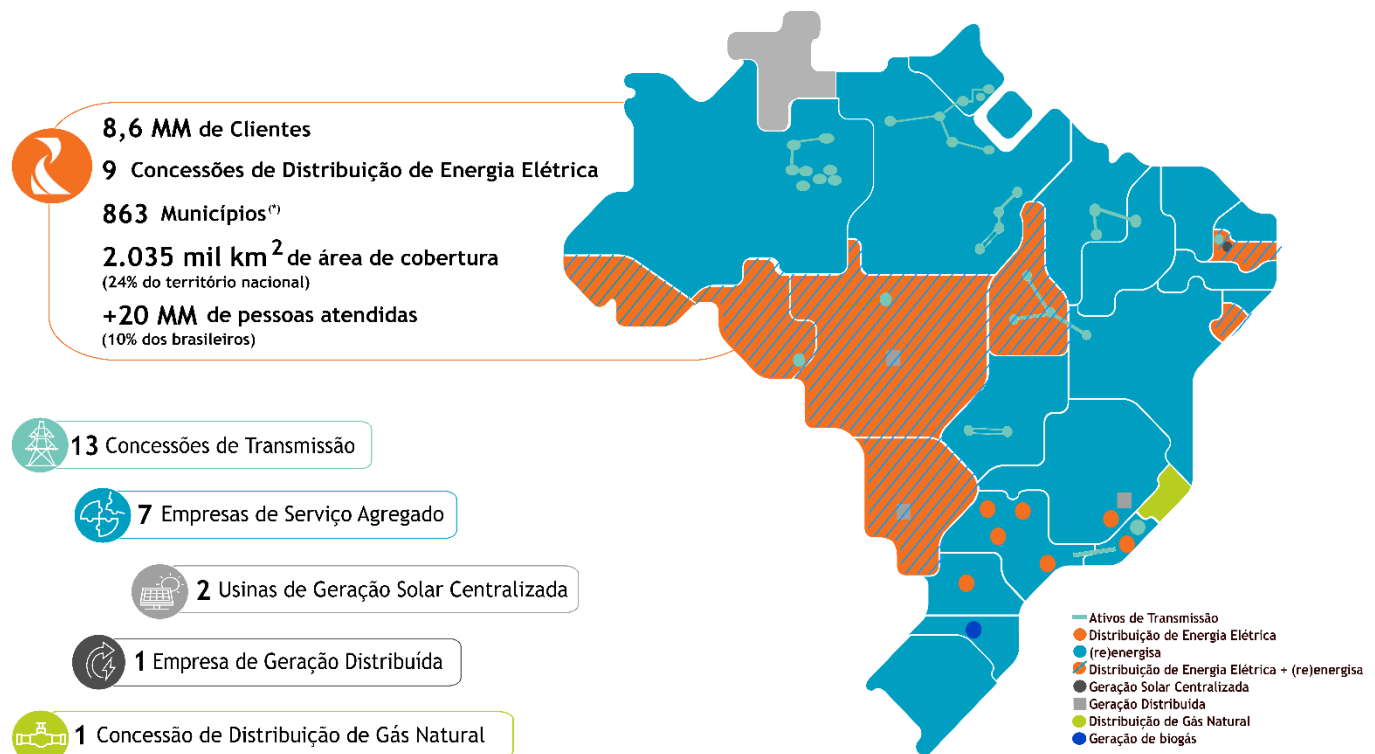 8,6 MM de Clientes
9 Concessões de Distribuição de Energia Elétrica
863 Municípios(*)
2.035 mil km² de área de cobertura
(24% do território nacional)
+20 MM de pessoas atendidas
(10% dos brasileiros)
13 Concessões de Transmissão
7 Empresas de Serviço Agregado
2 Usinas de Geração Solar Centralizada
1 Empresa de Geração Distribuída
1 Concessão de Distribuição de Gás Natural
Ativos de Transmissão
Distribuição de Energia Elétrica
(re)energisa
Distribuição de Energia Elétrica + (re)energisa
Geração Solar Centralizada
Geração Distribuída
Distribuição de Gás Natural
Geração de biogás